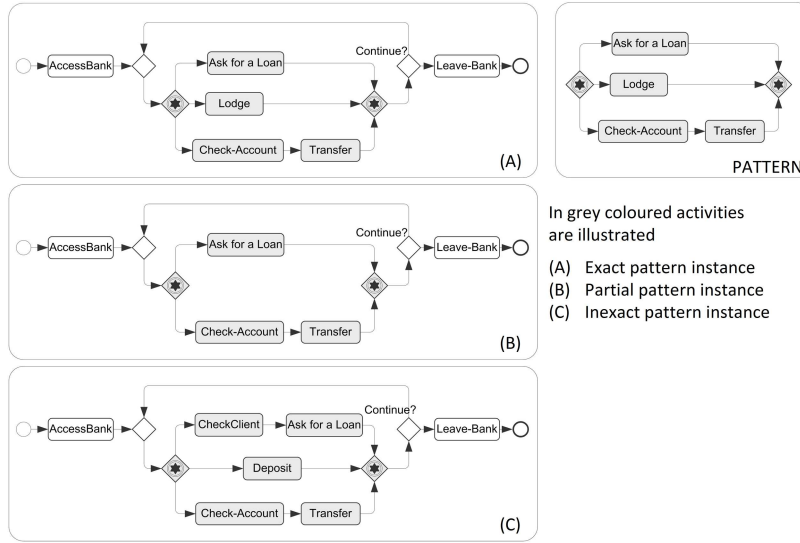 Continue?
AccessBank
Ask for a Loan
Leave-Bank
Lodge
Check-Account
Transfer
(A)
Ask for a Loan
Lodge
Check-Account
Transfer
PATTERN
Continue?
AccessBank
Ask for a Loan
Leave-Bank
Check-Account
Transfer
(B)
In grey coloured activities
are illustrated
(A) Exact pattern instance
(B) Partial pattern instance
(C) Inexact pattern instance
Continue?
AccessBank
CheckClient
Ask for a Loan
Leave-Bank
Deposit
Check-Account
Transfer
(C)